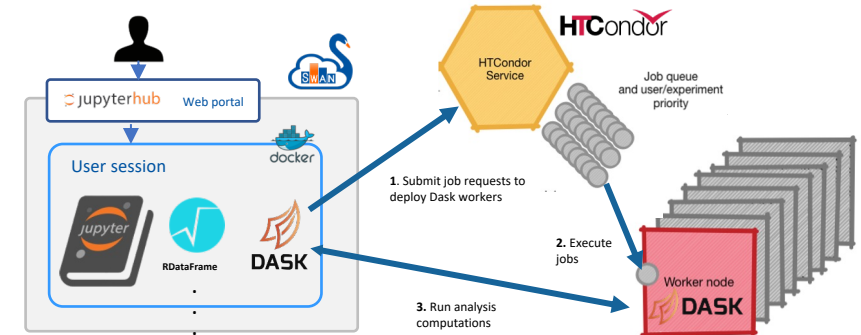 HTCondor
SWAN
HTCondor
Service
Job queue
and user/experiment
priority
jupyterhub Web portal
docker
User session
1. Submit job requests to
deploy Dask workers
jupyter
RDataFrame
DASK
2. Execute
jobs
Worker node
DASK
3. Run analysis
computations